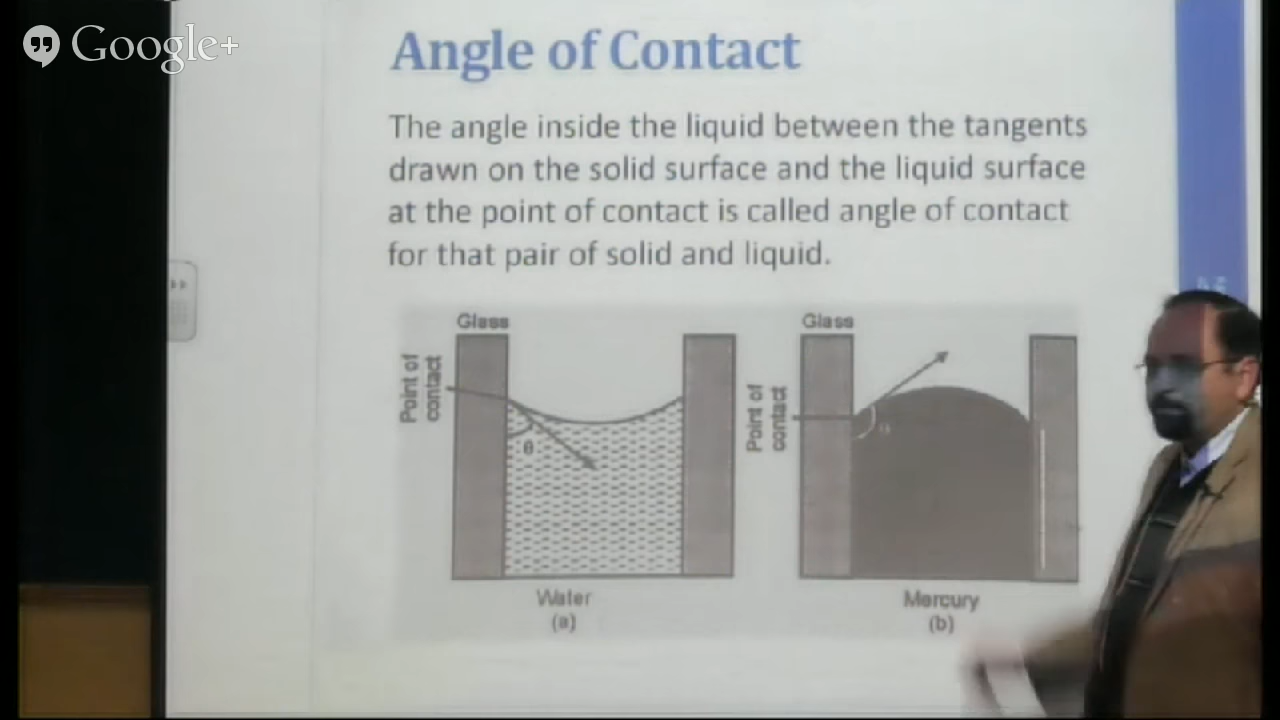 Google+
Angle of Contact
The angle inside the liquid between the tangents
drawn on the solid surface and the liquid surface
at the point of contact is called angle of contact
for that pair of solid and liquid.
Glass
Point of
contact
θ
Water
(a)
Glass
Point of
contact
Mercury
(b)